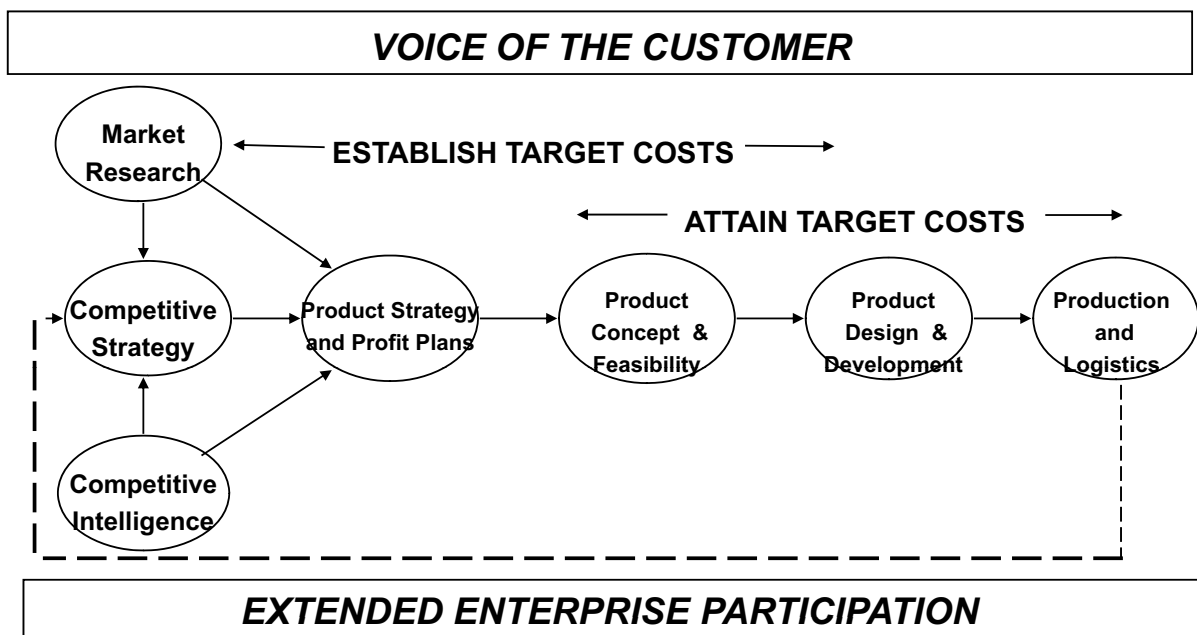 VOICE OF THE CUSTOMER
Market
Research
ESTABLISH TARGET COSTS
ATTAIN TARGET COSTS
Competitive
Strategy
Product Strategy
and Profit Plans
Product
Concept &
Feasibility
Product
Design &
Development
Production
and
Logistics
Competitive
Intelligence
EXTENDED ENTERPRISE PARTICIPATION